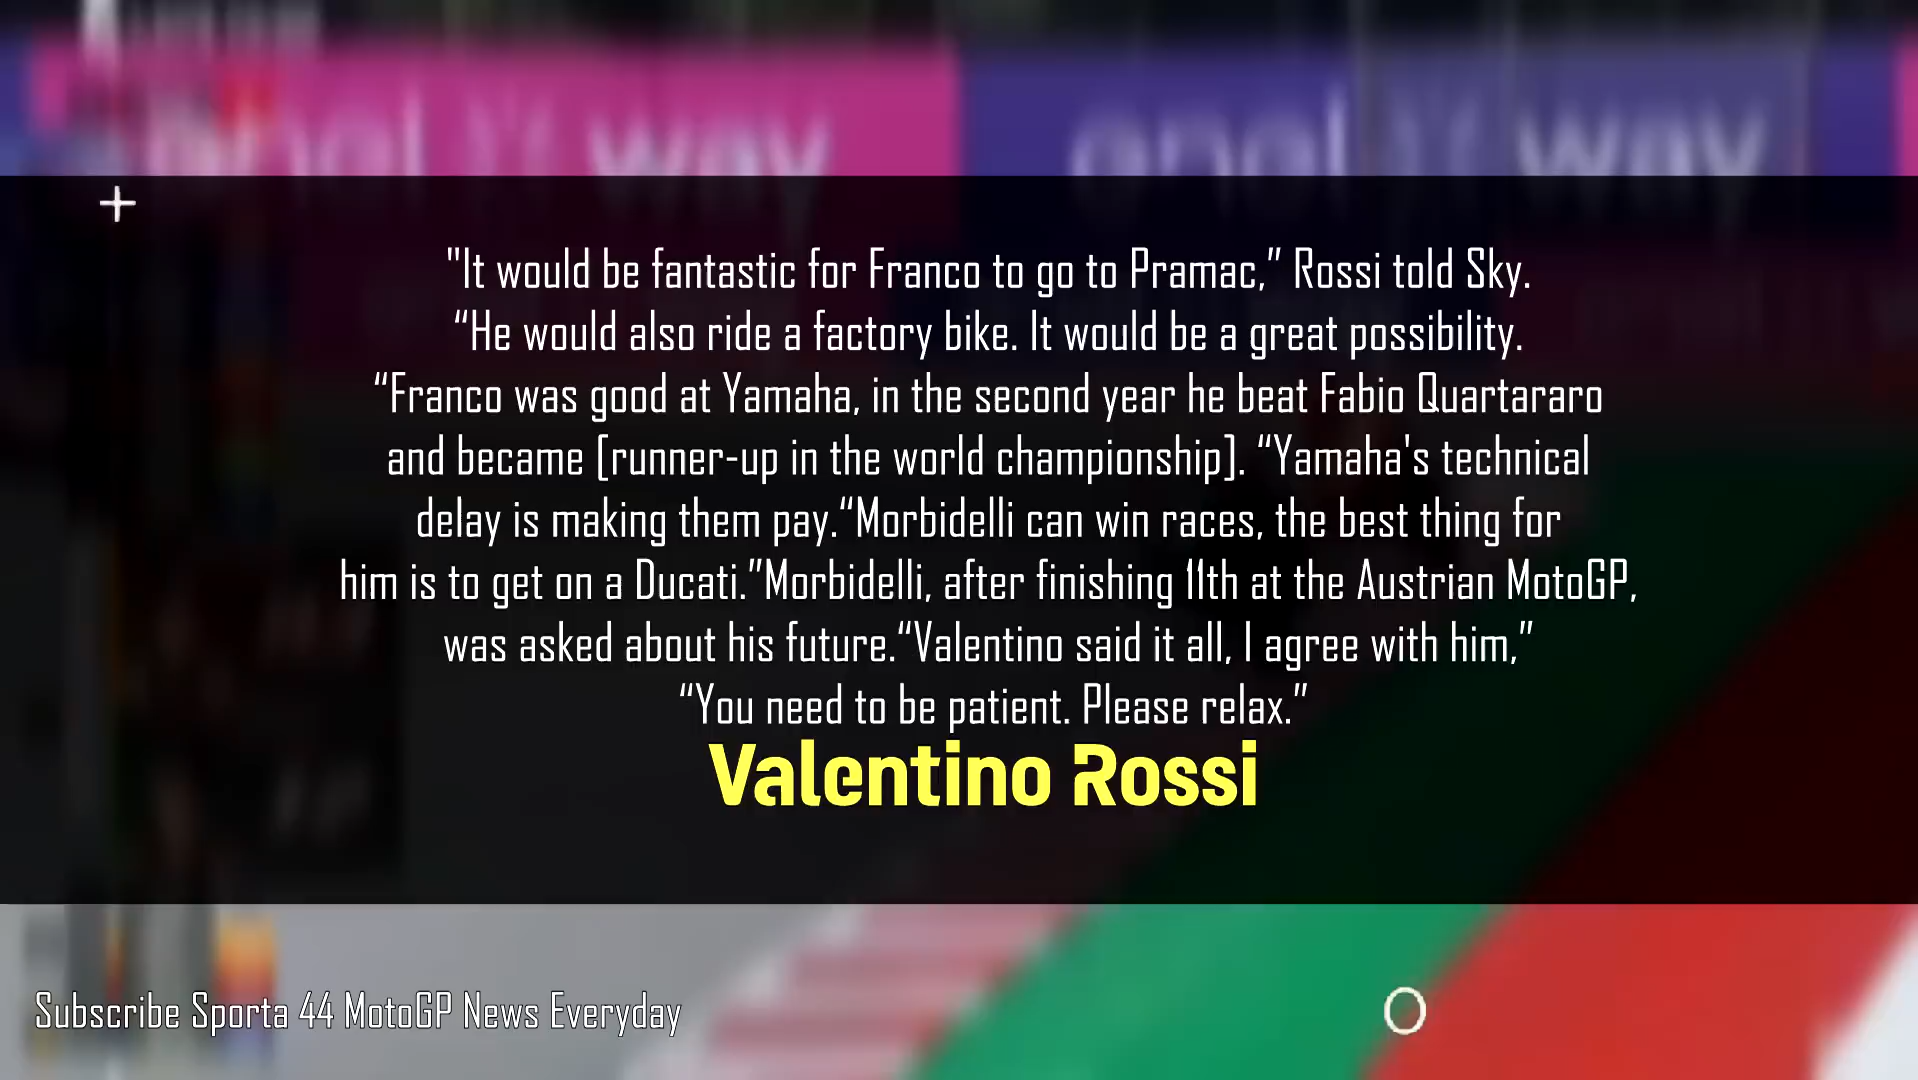 onal way onal way
"It would be fantastic for Franco to go to Pramac,” Rossi told Sky.
“He would also ride a factory bike. It would be a great possibility.
“Franco was good at Yamaha, in the second year he beat Fabio Quartararo
and became [runner-up in the world championship]. “Yamaha's technical
delay is making them pay.“Morbidelli can win races, the best thing for
him is to get on a Ducati.”Morbidelli, after finishing 11th at the Austrian MotoGP,
was asked about his future.“Valentino said it all, I agree with him,”
“You need to be patient. Please relax.”
Valentino Rossi
Subscribe Sporta 44 MotoGP News Everyday